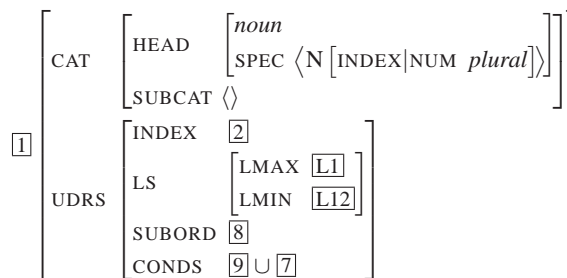 noun
HEAD
SPEC ⟨N [INDEX|NUM plural]⟩
CAT
SUBCAT ⟨⟩
1
INDEX 2
LMAX L1
LS
LMIN L12
UDRS
SUBORD 8
CONDS 9 ∪ 7